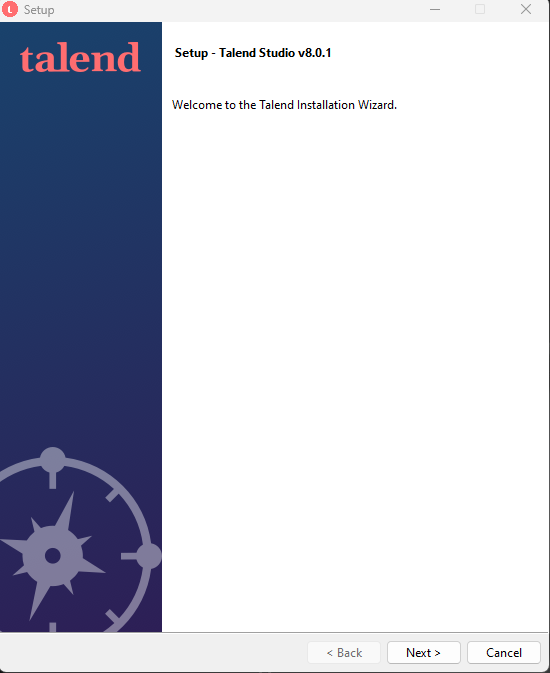 Setup
talend
Setup - Talend Studio v8.0.1
Welcome to the Talend Installation Wizard.
< Back
Next >
Cancel